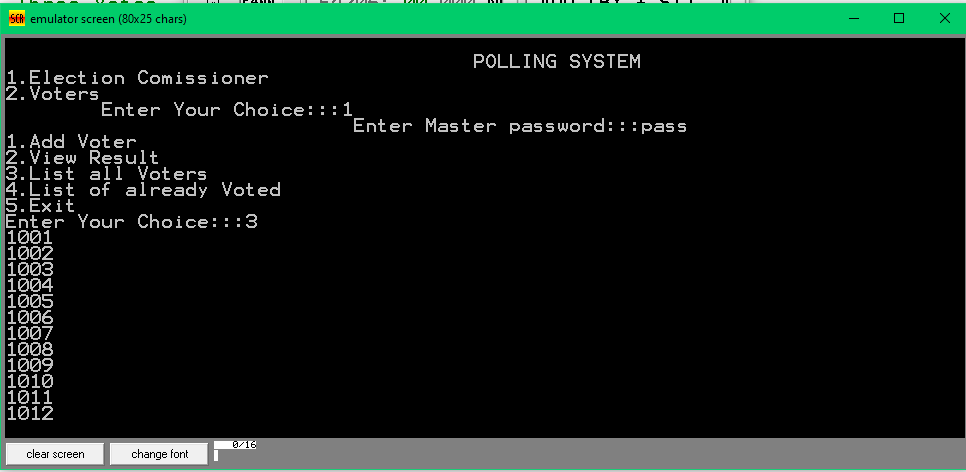 emulator screen (80x25 chars)
POLLING SYSTEM
1.Election Comissioner
2.Voters
Enter Your Choice:::1
Enter Master password:::pass
1.Add Voter
2.View Result
3.List all Voters
4.List of already Voted
5.Exit
Enter Your Choice:::3
1001
1002
1003
1004
1005
1006
1007
1008
1009
1010
1011
1012
clear screen
change font
0/16